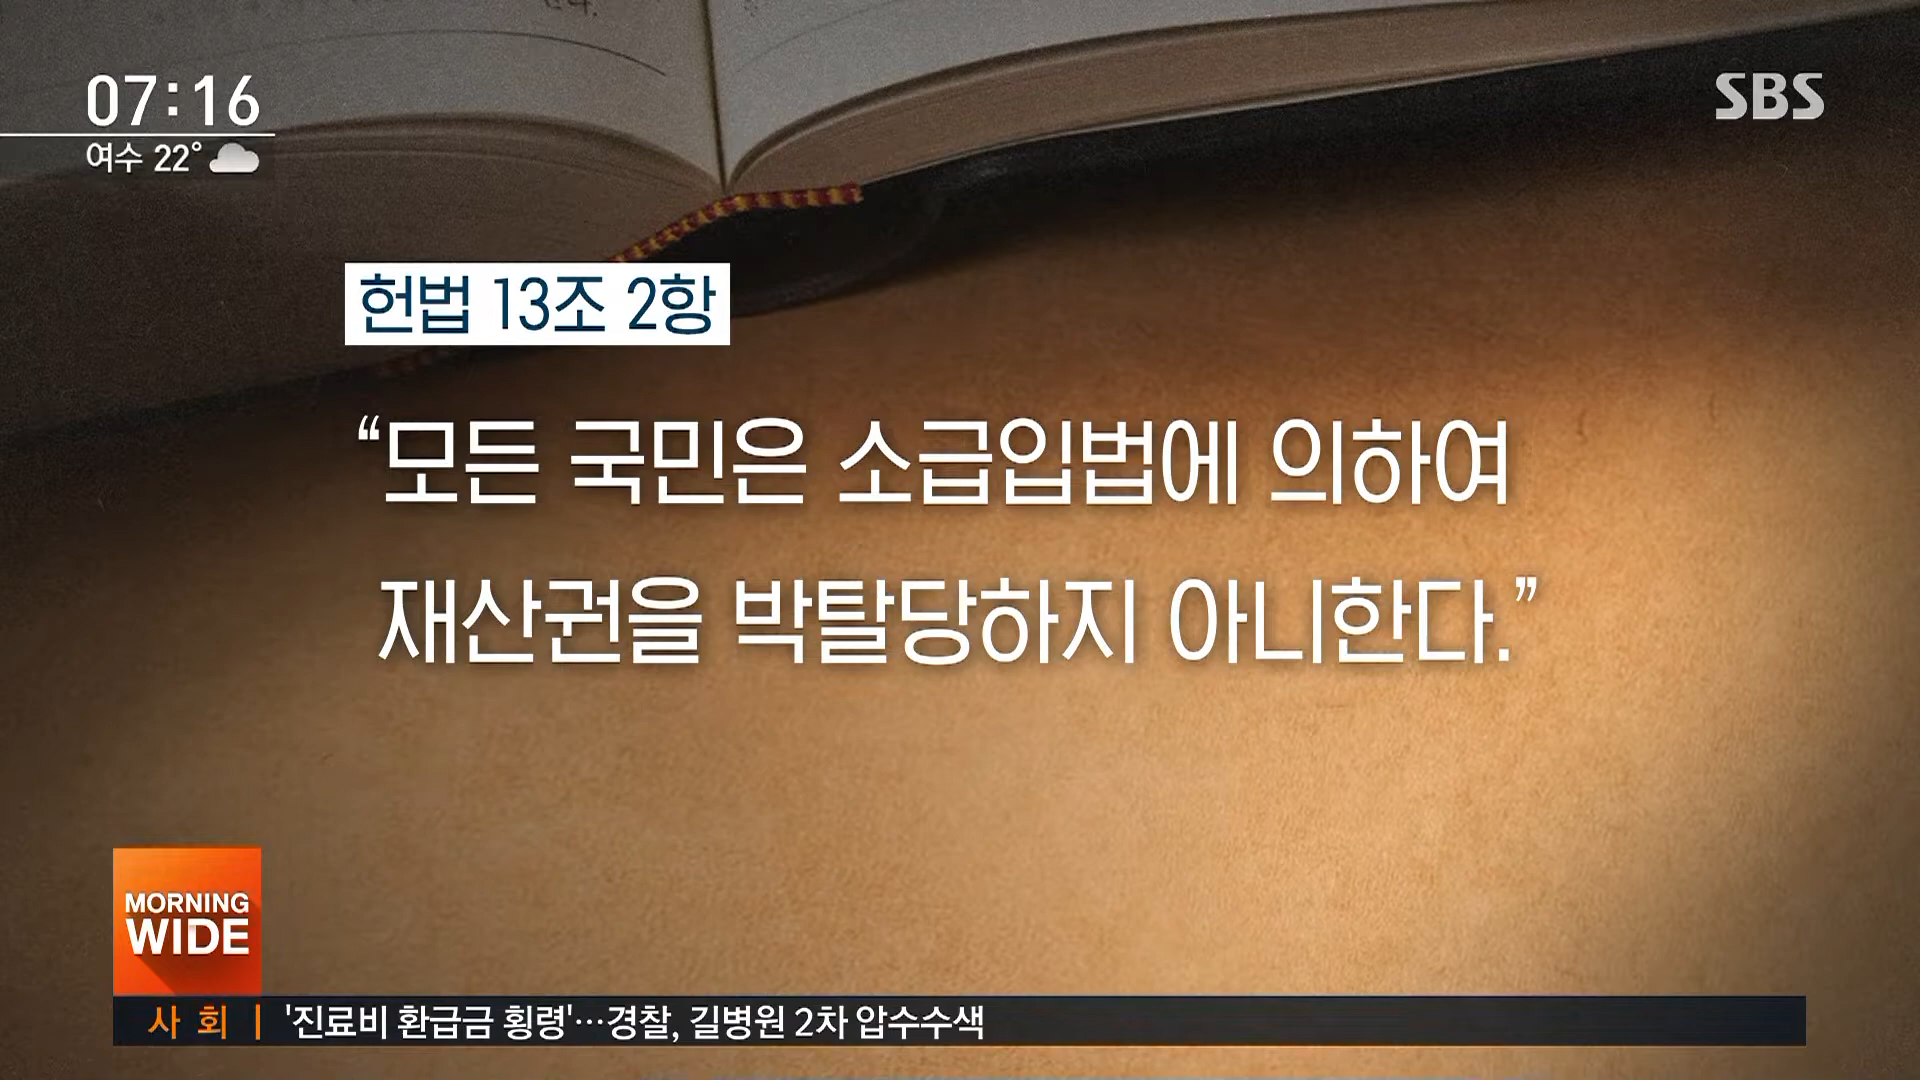 07:16
SBS
여수 22°
헌법 13조 2항
“모든 국민은 소급입법에 의하여
재산권을 박탈당하지 아니한다.”
MORNING
WIDE
사 회 | '진료비 환급금 횡령'…경찰, 길병원 2차 압수수색